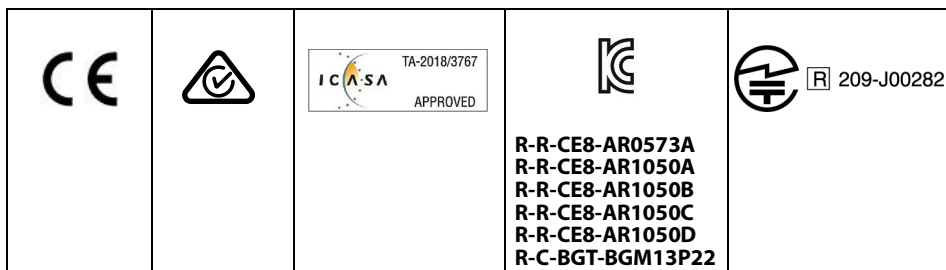 CE
ICASA
TA-2018/3767
APPROVED
R 209-J00282
R-R-CE8-AR0573A
R-R-CE8-AR1050A
R-R-CE8-AR1050B
R-R-CE8-AR1050C
R-R-CE8-AR1050D
R-C-BGT-BGM13P22